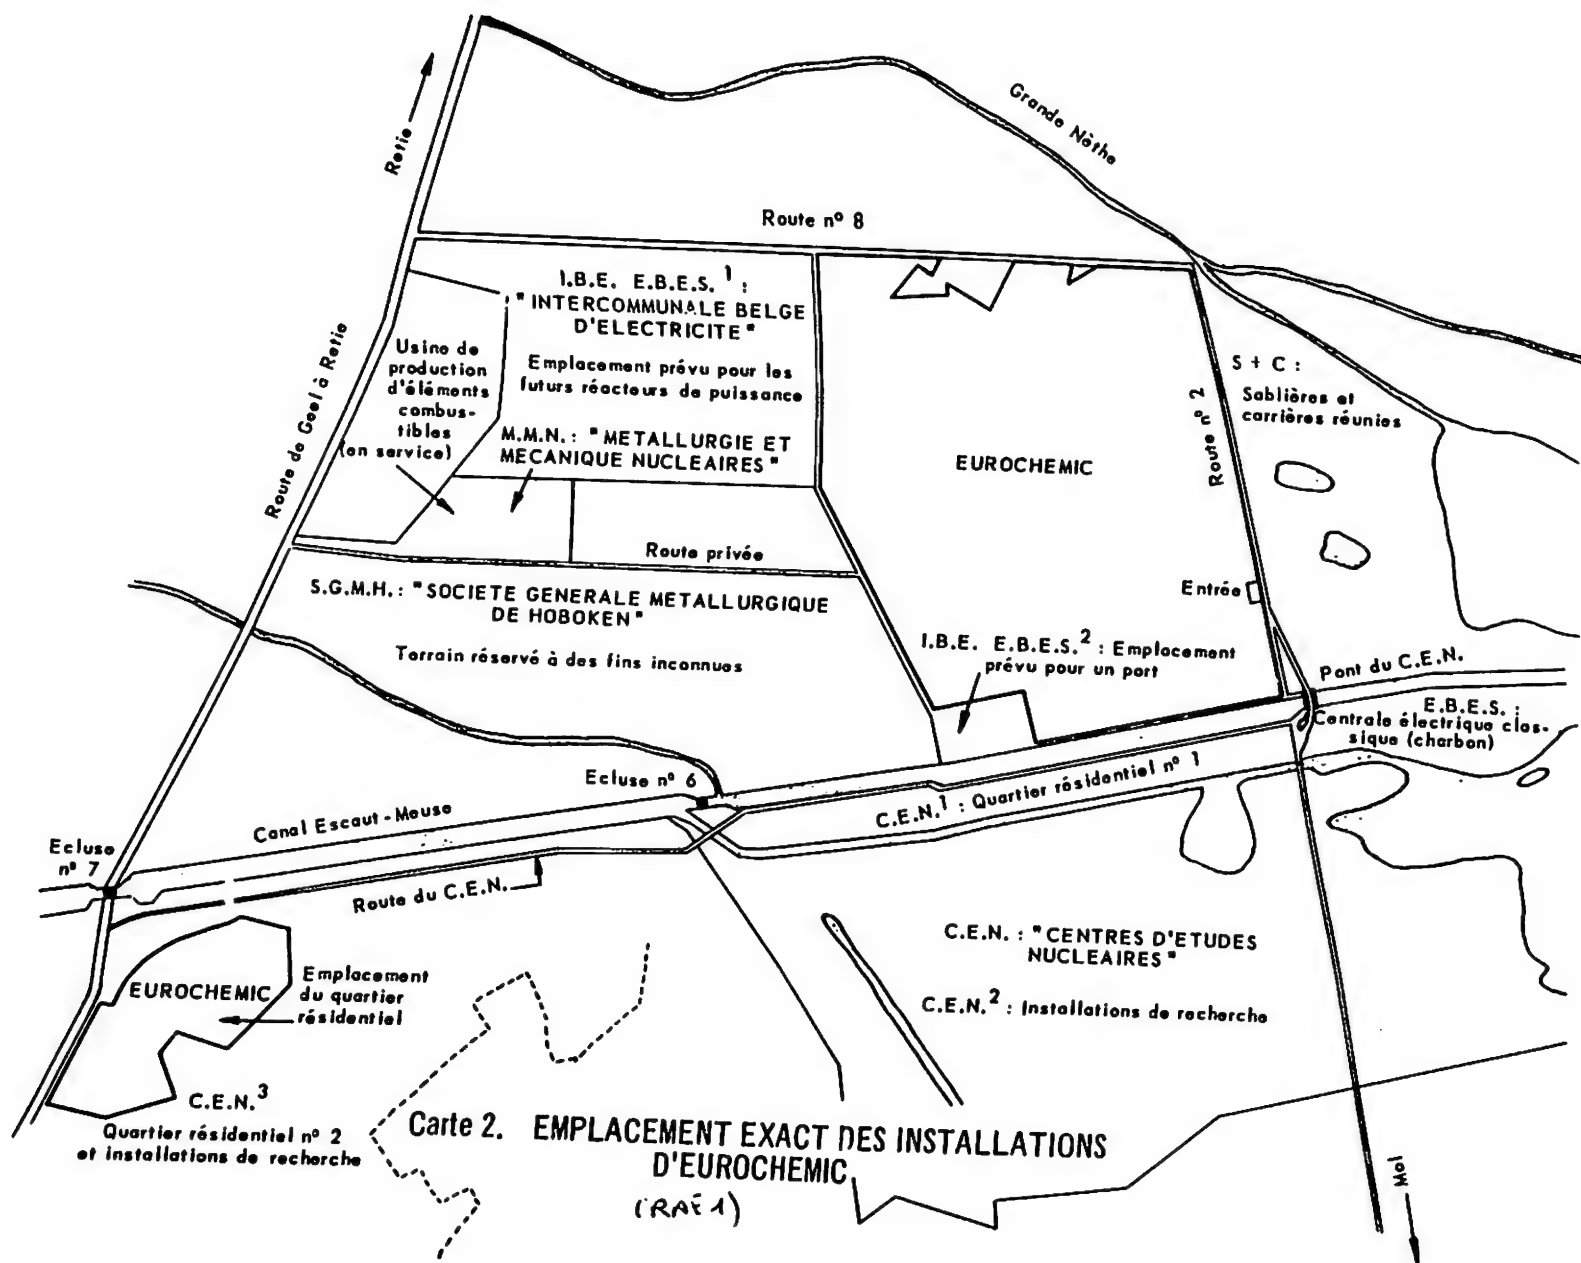 Grande Nèthe
Retie
Route n° 8
I.B.E. E.B.E.S. 1 :
"INTERCOMMUNALE BELGE
D'ELECTRICITE"
Emplacement prévu pour les
futurs réacteurs de puissance
Usine de
production
d'éléments
combus-
tibles
(en service)
Route de Geel à Retie
M.M.N. : "METALLURGIE ET
MECANIQUE NUCLEAIRES"
EUROCHEMIC
Route n° 2
S + C :
Sablières et
carrières réunies
Route privée
S.G.M.H. : "SOCIETE GENERALE METALLURGIQUE
DE HOBOKEN"
Terrain réservé à des fins inconnues
Entrée
I.B.E. E.B.E.S. 2 : Emplacement
prévu pour un port
Pont du C.E.N.
E.B.E.S. :
Centrale électrique clas-
sique (charbon)
Ecluse n° 6
C.E.N. 1 : Quartier résidentiel n° 1
Canal Escaut - Meuse
Ecluse
n° 7
Route du C.E.N.
C.E.N. : "CENTRES D'ETUDES
NUCLEAIRES"
C.E.N. 2 : Installations de recherche
EUROCHEMIC
Emplacement
du quartier
résidentiel
C.E.N. 3
Quartier résidentiel n° 2
et installations de recherche
Carte 2. EMPLACEMENT EXACT DES INSTALLATIONS
D'EUROCHEMIC
(RAE 1)
Mol